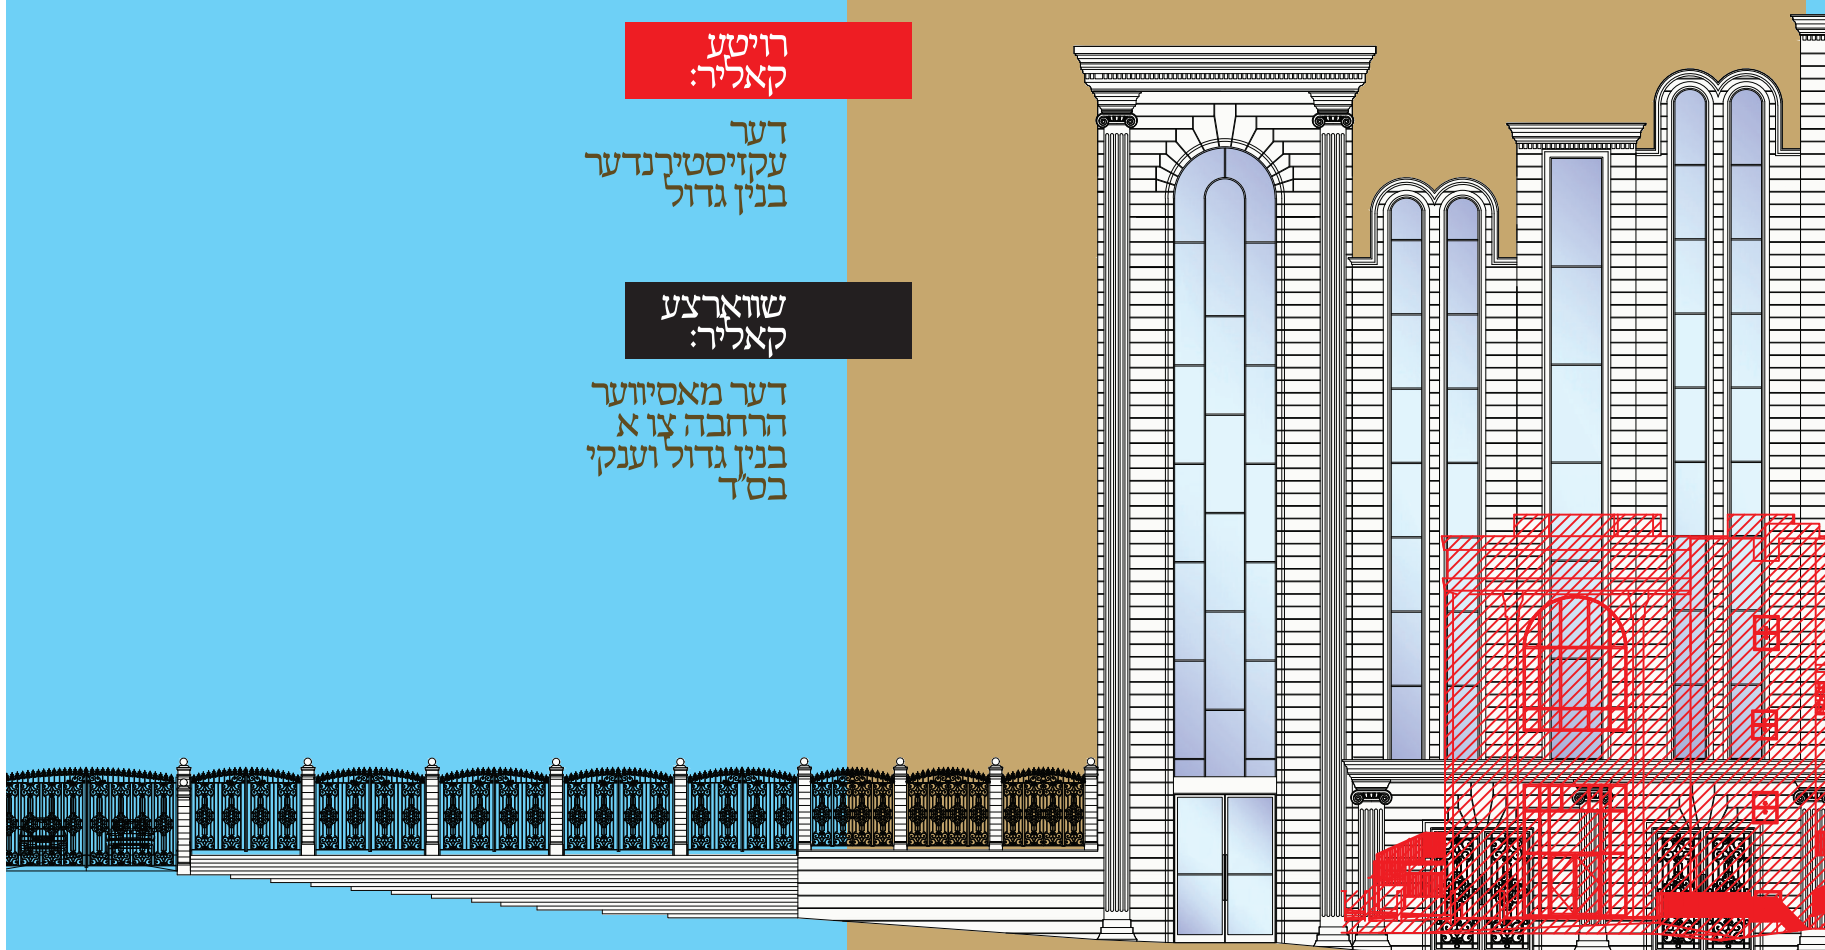 רויטע
קאליר:
דער
עקזיסטירנדער
בנין גדול
שווארצע
קאליר:
דער מאסיווער
הרחבה צו א
בנין גדול וענקי
בס"ד